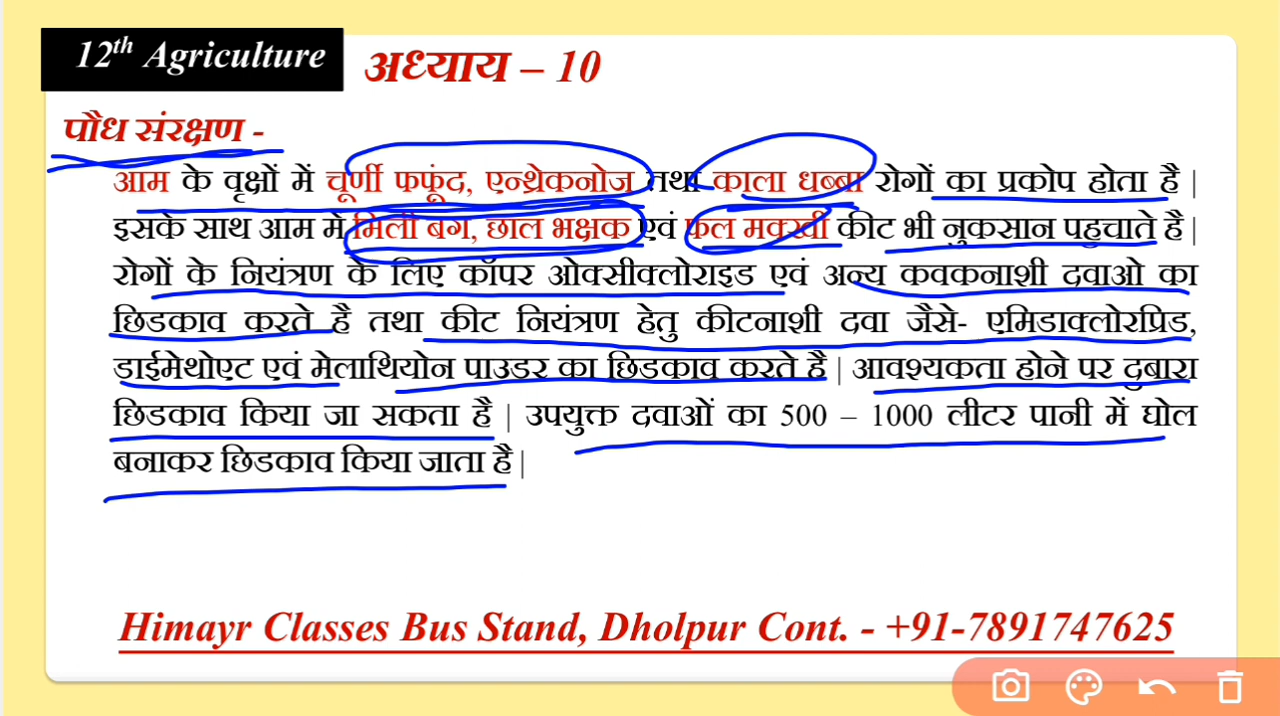 12th Agriculture
अध्याय – 10
पौध संरक्षण -
आम के वृक्षों में चूर्णी फफूंद, एन्थ्रेकनोज तथा काला धब्बा रोगों का प्रकोप होता है |
इसके साथ आम मे मिली बग, छाल भक्षक एवं फल मक्खी कीट भी नुकसान पहुचाते है |
रोगों के नियंत्रण के लिए कॉपर ओक्सीक्लोराइड एवं अन्य कवकनाशी दवाओ का
छिडकाव करते है तथा कीट नियंत्रण हेतु कीटनाशी दवा जैसे- एमिडाक्लोरप्रिड,
डाईमेथोएट एवं मेलाथियोन पाउडर का छिडकाव करते है | आवश्यकता होने पर दुबारा
छिडकाव किया जा सकता है | उपयुक्त दवाओं का 500 – 1000 लीटर पानी में घोल
बनाकर छिडकाव किया जाता है |
Himayr Classes Bus Stand, Dholpur Cont. - +91-7891747625